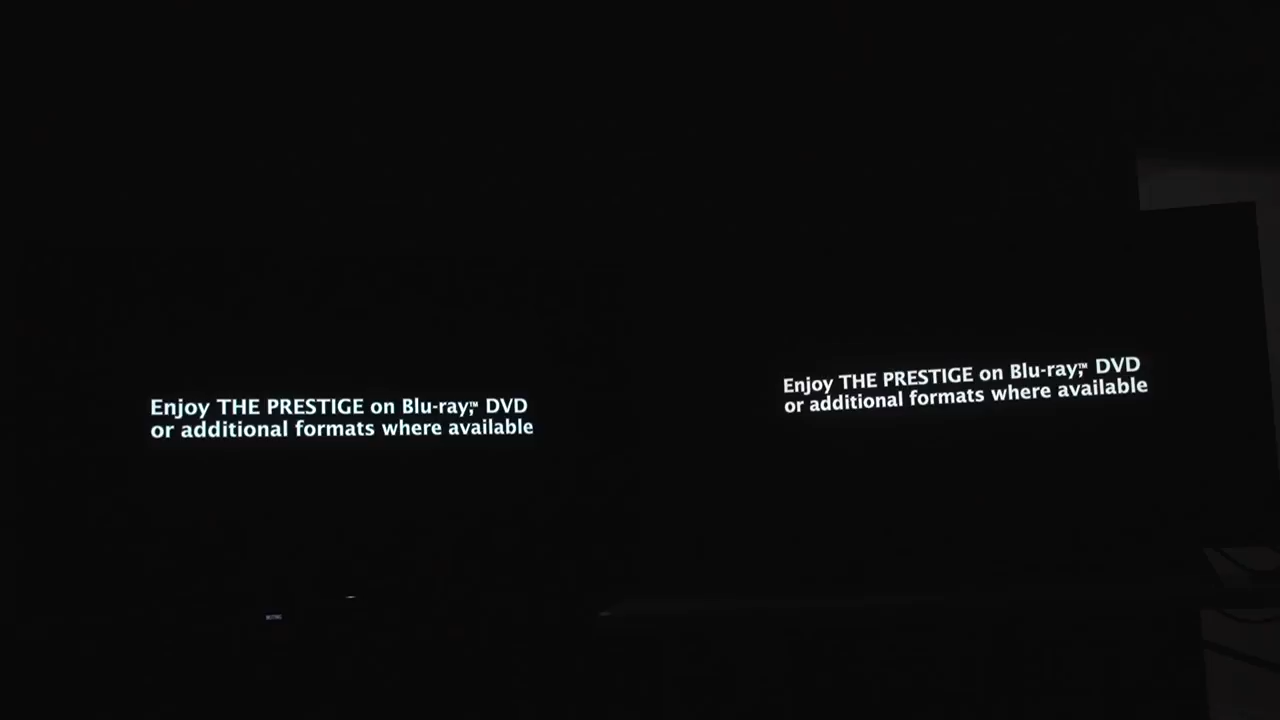 Enjoy THE PRESTIGE on Blu-ray,™ DVD
or additional formats where available
Enjoy THE PRESTIGE on Blu-ray,™ DVD
or additional formats where available